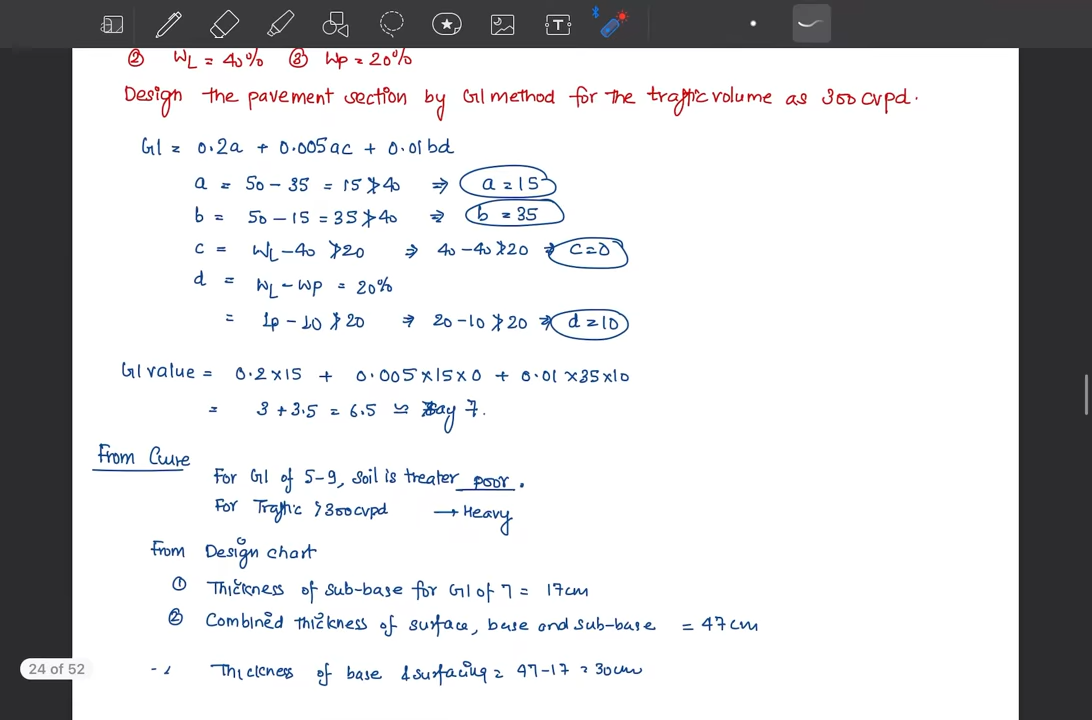 ② WL = 40% ③ Wp = 20%
Design the pavement section by GI method for the traffic volume as 300 cvpd.
GI = 0.2a + 0.005ac + 0.01bd
a = 50 - 35 = 15 ≯ 40 ⇒ a = 15
b = 50 - 15 = 35 ≯ 40 ⇒ b = 35
c = WL - 40 ≯ 20 ⇒ 40 - 40 ≯ 20 ⇒ c = 0
d = WL - Wp = 20%
= Ip - 10 ≯ 20 ⇒ 20 - 10 ≯ 20 ⇒ d = 10
GI value = 0.2 × 15 + 0.005 × 15 × 0 + 0.01 × 35 × 10
= 3 + 3.5 = 6.5 ≃ say 7.
From Curve
For GI of 5-9, soil is treater poor.
For Traffic > 300 cvpd → Heavy
From Design chart
① Thickness of sub-base for GI of 7 = 17cm
② Combined thickness of surface, base and sub-base = 47 cm
Thickness of base & surfacing = 47 - 17 = 30cm
24 of 52